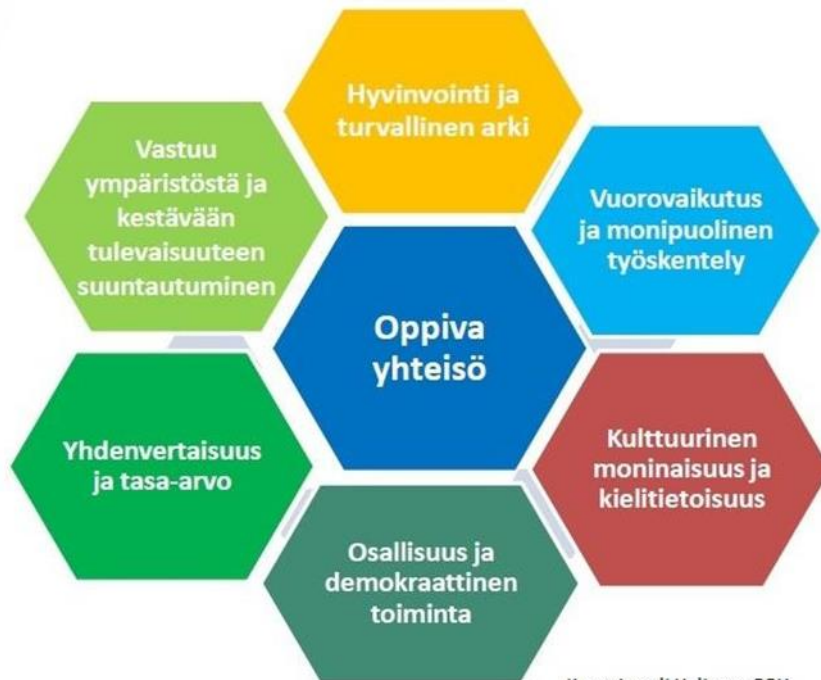 Hyvinvointi ja
turvallinen arki
Vastuu
ympäristöstä ja
kestävään
tulevaisuuteen
suuntautuminen
Vuorovaikutus
ja monipuolinen
työskentely
Oppiva
yhteisö
Yhdenvertaisuus
ja tasa-arvo
Kulttuurinen
moninaisuus ja
kielitietoisuus
Osallisuus ja
demokraattinen
toiminta